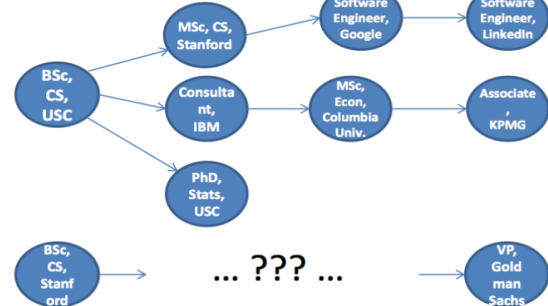 Software
Engineer,
Google
Software
Engineer,
LinkedIn
MSc, CS,
Stanford
BSc,
CS,
USC
Consulta
nt,
IBM
MSc,
Econ,
Columbia
Univ.
Associate
,
KPMG
PhD,
Stats,
USC
BSc,
CS,
Stanf
ord
... ??? ...
VP,
Gold
man
Sachs